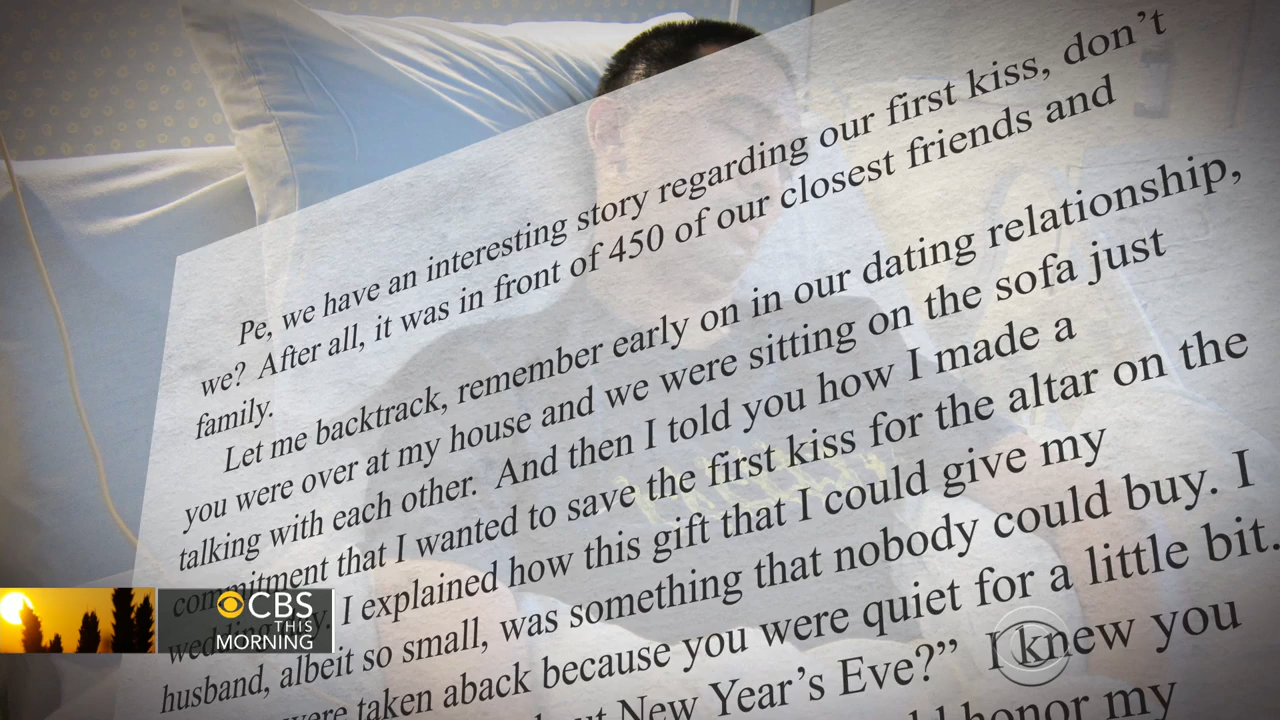 Pe, we have an interesting story regarding our first kiss, don't
we? After all, it was in front of 450 of our closest friends and
family.
Let me backtrack, remember early on in our dating relationship,
you were over at my house and we were sitting on the sofa just
talking with each other. And then I told you how I made a
commitment that I wanted to save the first kiss for the altar on the
I explained how this gift that I could give my
husband, albeit so small, was something that nobody could buy. I
taken aback because you were quiet for a little bit.
New Year's Eve?" I knew you
honor my
CBS
THIS
MORNING